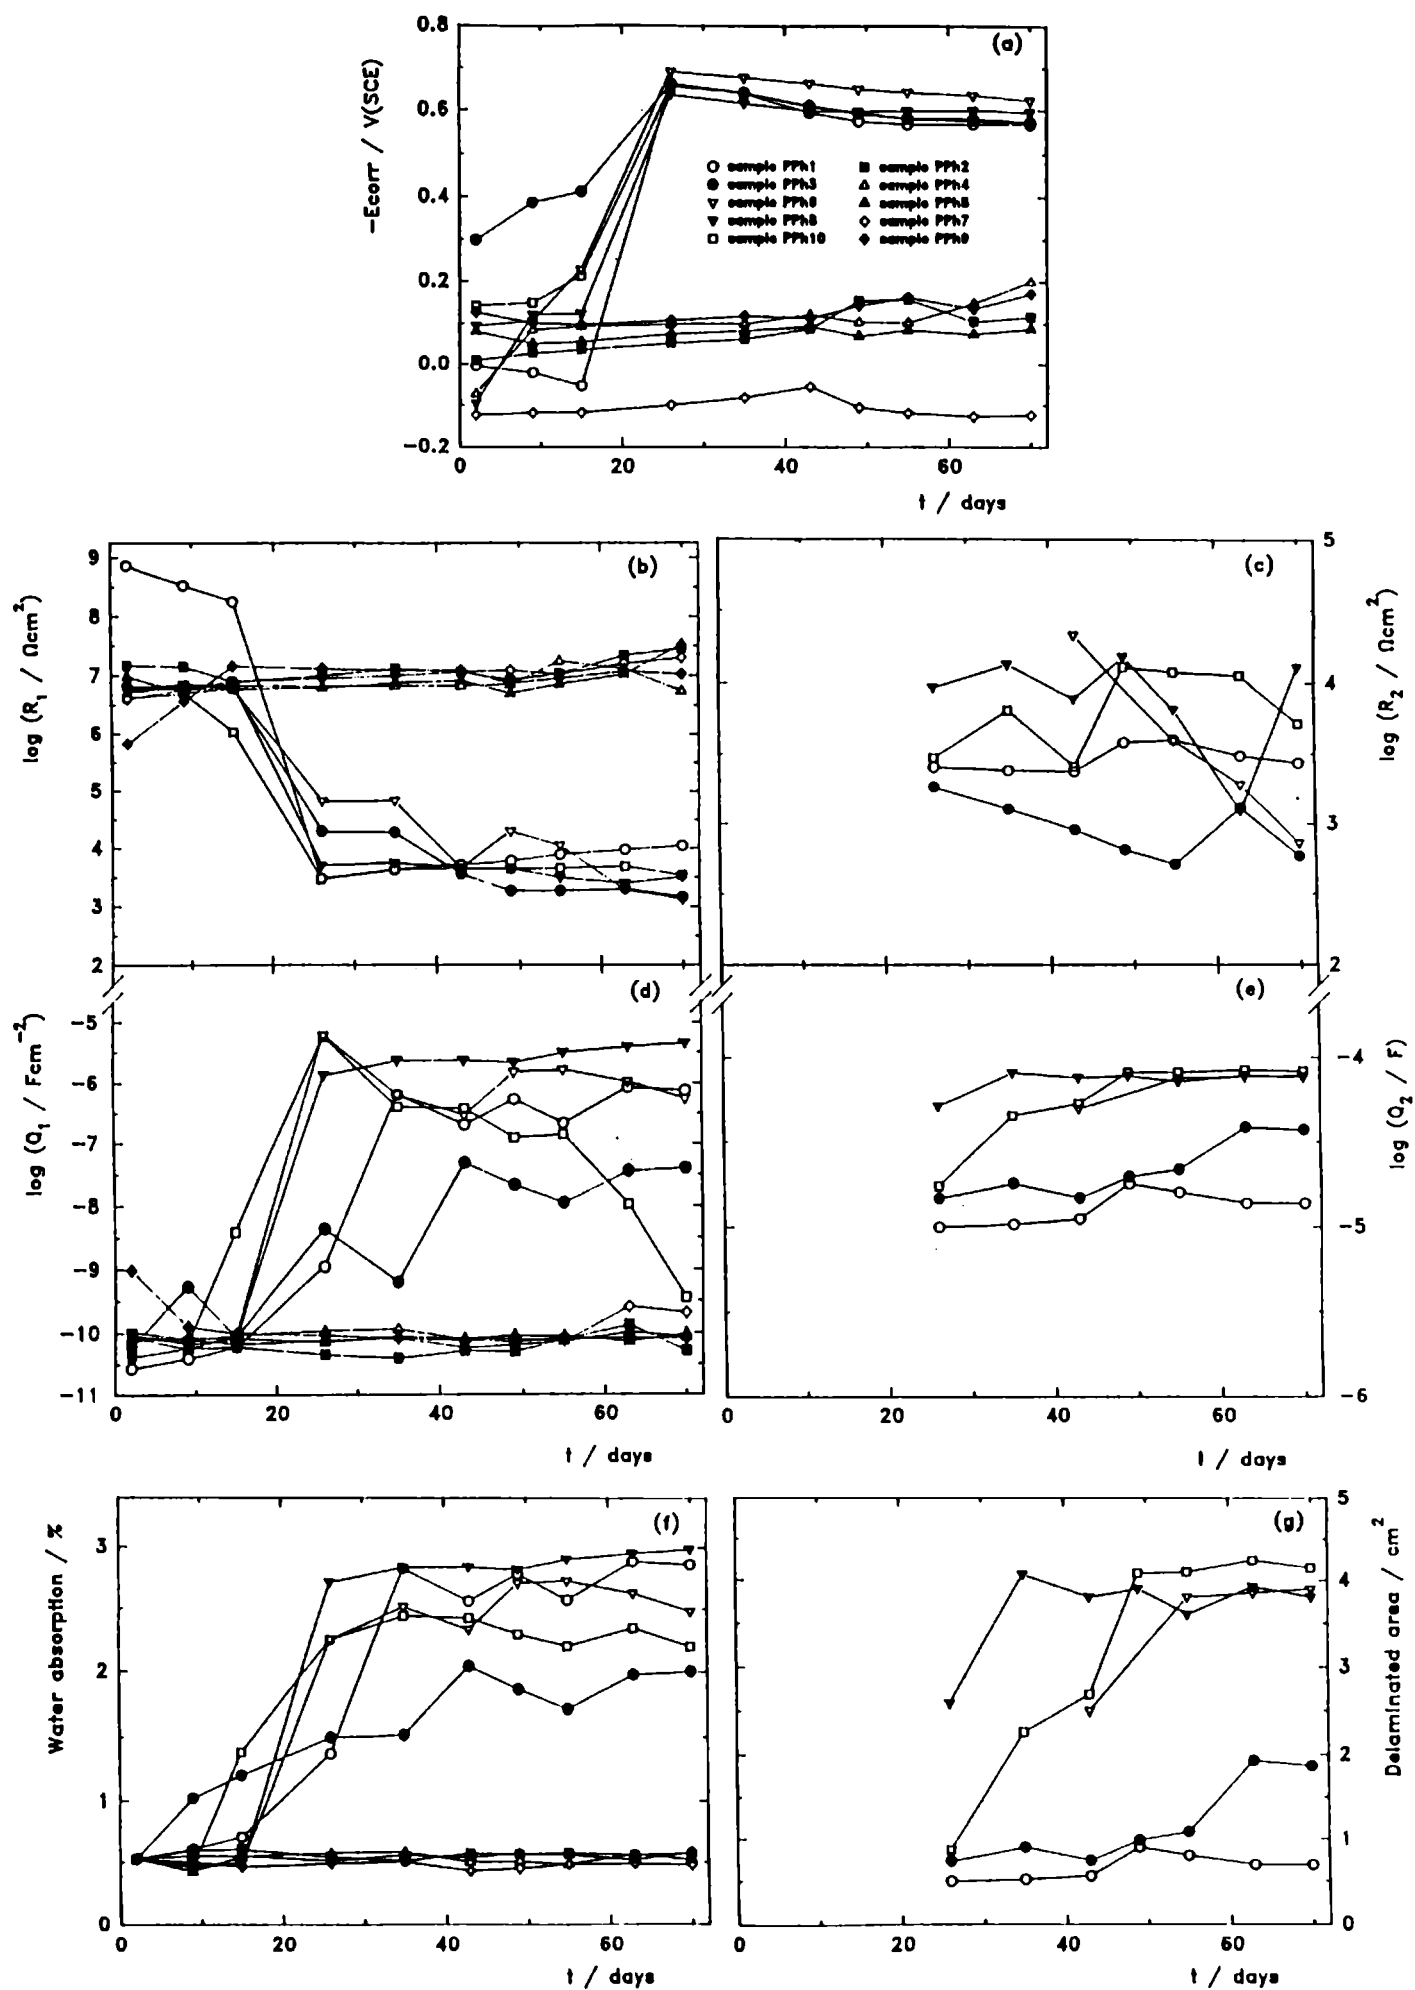 (a)
0.8
0.6
0.4
0.2
0.0
-0.2
-Ecorr / V(SCE)
sample PPh1
sample PPh2
sample PPh3
sample PPh4
sample PPh6
sample PPh5
sample PPh8
sample PPh7
sample PPh10
sample PPh9
0 20 40 60
t / days
(b)
9
8
7
6
5
4
3
2
log (R1 / Ωcm2)
(c)
5
4
3
2
log (R2 / Ωcm2)
(d)
-5
-6
-7
-8
-9
-10
-11
log (Q1 / Fcm-2)
0 20 40 60
t / days
(e)
-4
-5
-6
log (Q2 / F)
0 20 40 60
t / days
(f)
3
2
1
0
Water absorption / %
0 20 40 60
t / days
(g)
5
4
3
2
1
0
Delaminated area / cm2
0 20 40 60
t / days